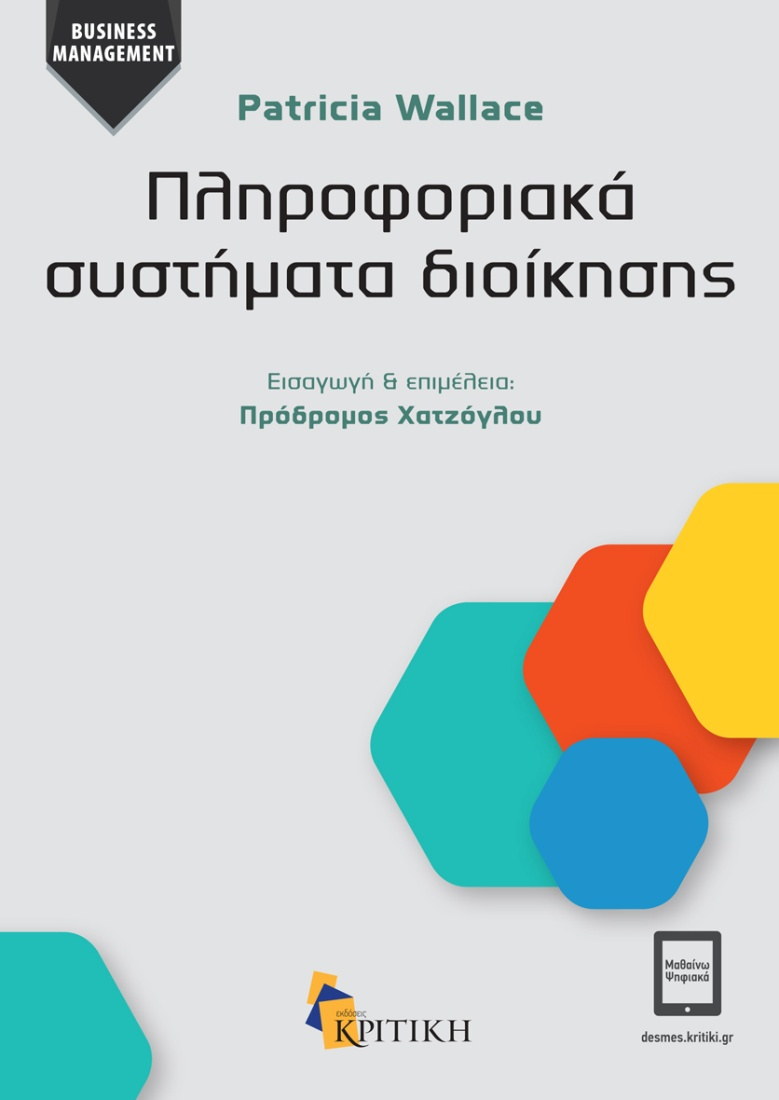 BUSINESS
MANAGEMENT
Patricia Wallace
Πληροφοριακά
συστήματα διοίκησης
Εισαγωγή & επιμέλεια:
Πρόδρομος Χατζόγλου
Μαθαίνω
Ψηφιακά
εκδόσεις
ΚΡΙΤΙΚΗ
desmes.kritiki.gr